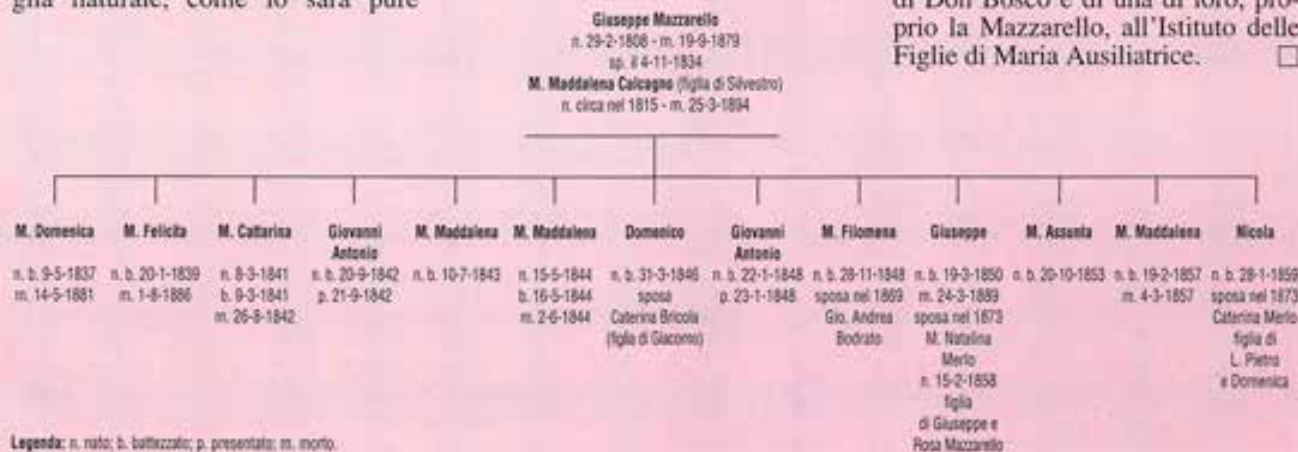 glia naturale, come lo sarà pure
di Don Bosco e di una di loro, pro-
prio la Mazzarello, all'Istituto delle
Figlie di Maria Ausiliatrice. □
Giuseppe Mazzarello
n. 29-2-1808 - m. 19-9-1879
sp. il 4-11-1834
M. Maddalena Calcagno (figlia di Silvestro)
n. circa nel 1815 - m. 25-3-1894
M. Domenica
n. b. 9-5-1837
m. 14-5-1881
M. Felicita
n. b. 20-1-1839
m. 1-8-1886
M. Cattarina
n. 8-3-1841
b. 9-3-1841
m. 26-8-1842
Giovanni
Antonio
n. b. 20-9-1842
p. 21-9-1842
M. Maddalena
n. b. 10-7-1843
M. Maddalena
n. 15-5-1844
b. 16-5-1844
m. 2-6-1844
Domenico
n. b. 31-3-1846
sposa
Caterina Bricola
(figlia di Giacomo)
Giovanni
Antonio
n. b. 22-1-1848
p. 23-1-1848
M. Filomena
n. b. 28-11-1848
sposa nel 1869
Gio. Andrea
Bodrato
Giuseppe
n. b. 19-3-1850
m. 24-3-1889
sposa nel 1873
M. Natalina
Merlo
n. 15-2-1858
figlia
di Giuseppe e
Rosa Mazzarello
M. Assunta
n. b. 20-10-1853
M. Maddalena
n. b. 19-2-1857
m. 4-3-1857
Nicola
n. b. 28-1-1859
sposa nel 1873
Caterina Merlo
figlia di
L. Pietro
e Domenica
Legenda: n. nato; b. battezzato; p. presentato; m. morto.